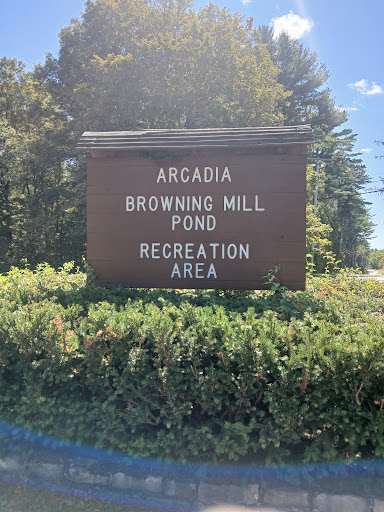 ARCADIA
BROWNING MILL
POND
RECREATION
AREA